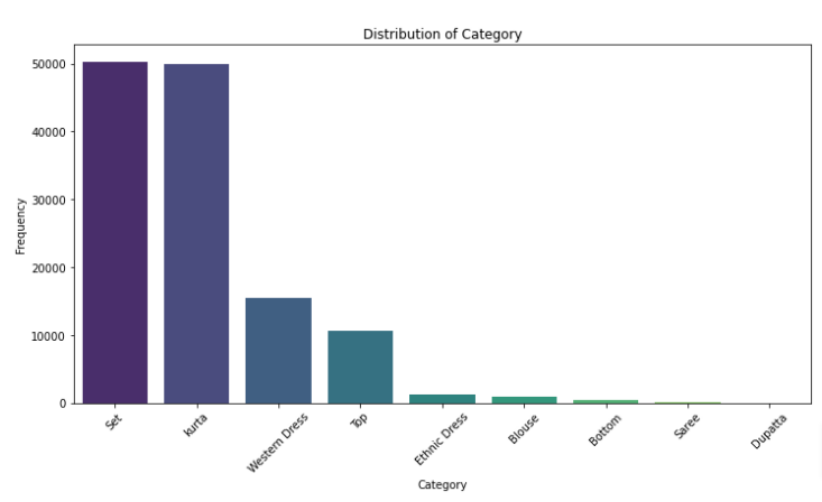 Distribution of Category
50000
40000
30000
20000
10000
0
Frequency
Set
kurta
Western Dress
Top
Ethnic Dress
Blouse
Bottom
Saree
Dupatta
Category